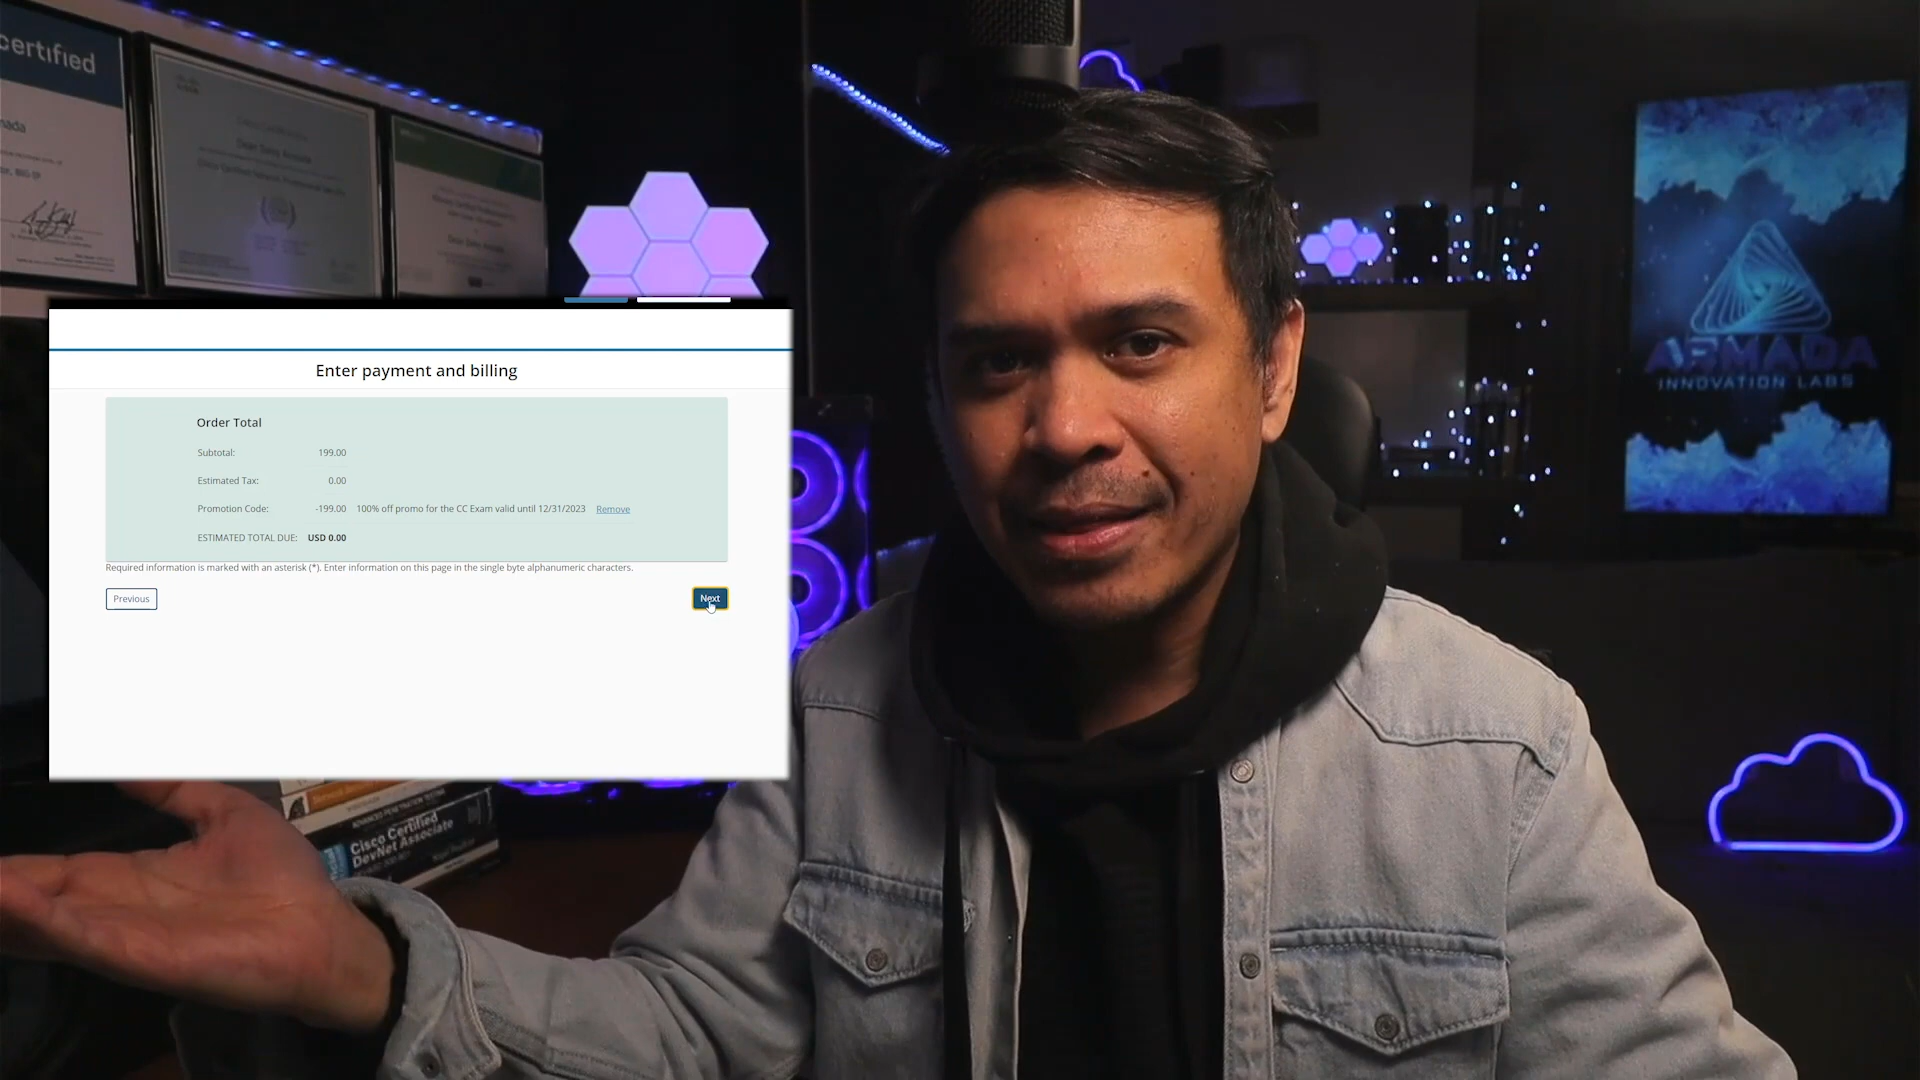 certified
Enter payment and billing
Order Total
Subtotal: 199.00
Estimated Tax: 0.00
Promotion Code: -199.00 100% off promo for the CC Exam valid until 12/31/2023 Remove
ESTIMATED TOTAL DUE: USD 0.00
Required information is marked with an asterisk (*). Enter information on this page in the single byte alphanumeric characters.
Previous
Next
ARMADA
INNOVATION LABS
ADVANCED PENETRATION TESTING
Cisco Certified
DevNet Associate